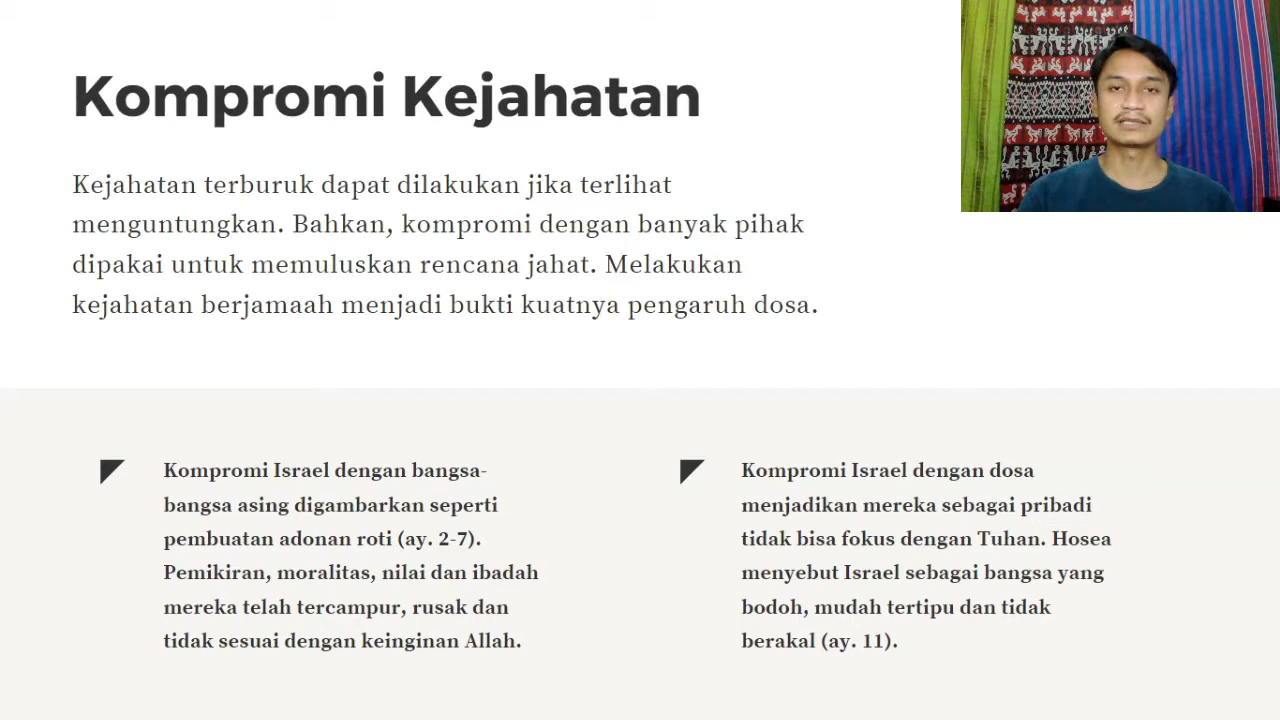 Kompromi Kejahatan
Kejahatan terburuk dapat dilakukan jika terlihat
menguntungkan. Bahkan, kompromi dengan banyak pihak
dipakai untuk memuluskan rencana jahat. Melakukan
kejahatan berjamaah menjadi bukti kuatnya pengaruh dosa.
Kompromi Israel dengan bangsa-
bangsa asing digambarkan seperti
pembuatan adonan roti (ay. 2-7).
Pemikiran, moralitas, nilai dan ibadah
mereka telah tercampur, rusak dan
tidak sesuai dengan keinginan Allah.
Kompromi Israel dengan dosa
menjadikan mereka sebagai pribadi
tidak bisa fokus dengan Tuhan. Hosea
menyebut Israel sebagai bangsa yang
bodoh, mudah tertipu dan tidak
berakal (ay. 11).